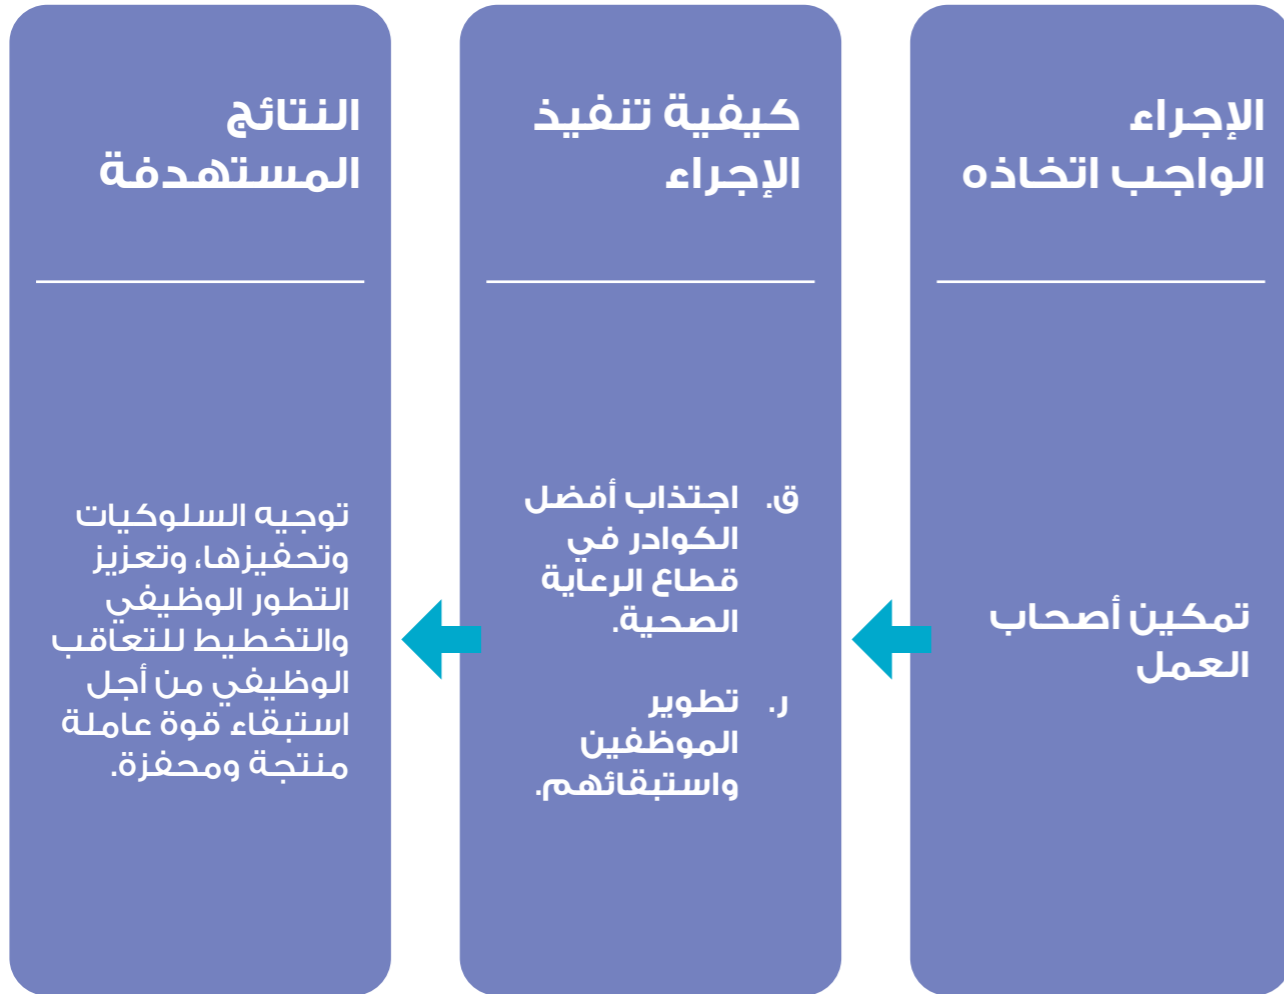 الإجراء
الواجب اتخاذه
تمكين أصحاب
العمل
كيفية تنفيذ
الإجراء
ق. اجتذاب أفضل
الكوادر في
قطاع الرعاية
الصحية.
ر. تطوير
الموظفين
واستبقائهم.
النتائج
المستهدفة
توجيه السلوكيات
وتحفيزها، وتعزيز
التطور الوظيفي
والتخطيط للتعاقب
الوظيفي من أجل
استبقاء قوة عاملة
منتجة ومحفزة.